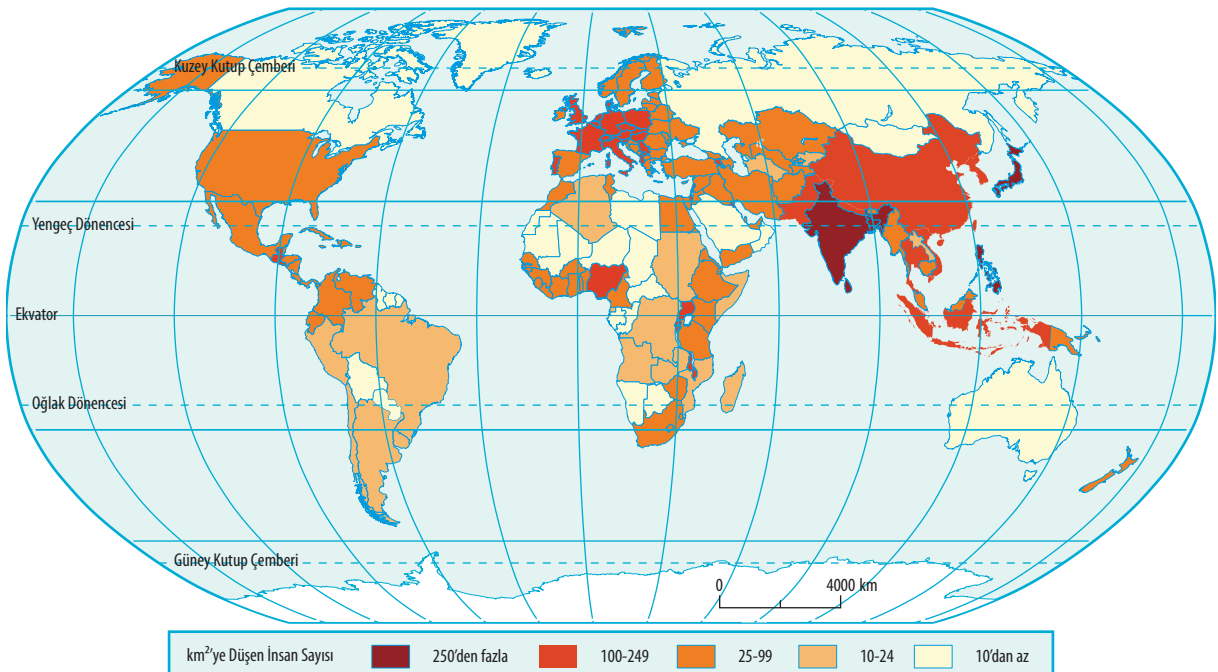 Kuzey Kutup Çemberi
Yengeç Dönencesi
Ekvator
Oğlak Dönencesi
Güney Kutup Çemberi
0 4000 km
km²'ye Düşen İnsan Sayısı 250'den fazla 100-249 25-99 10-24 10'dan az